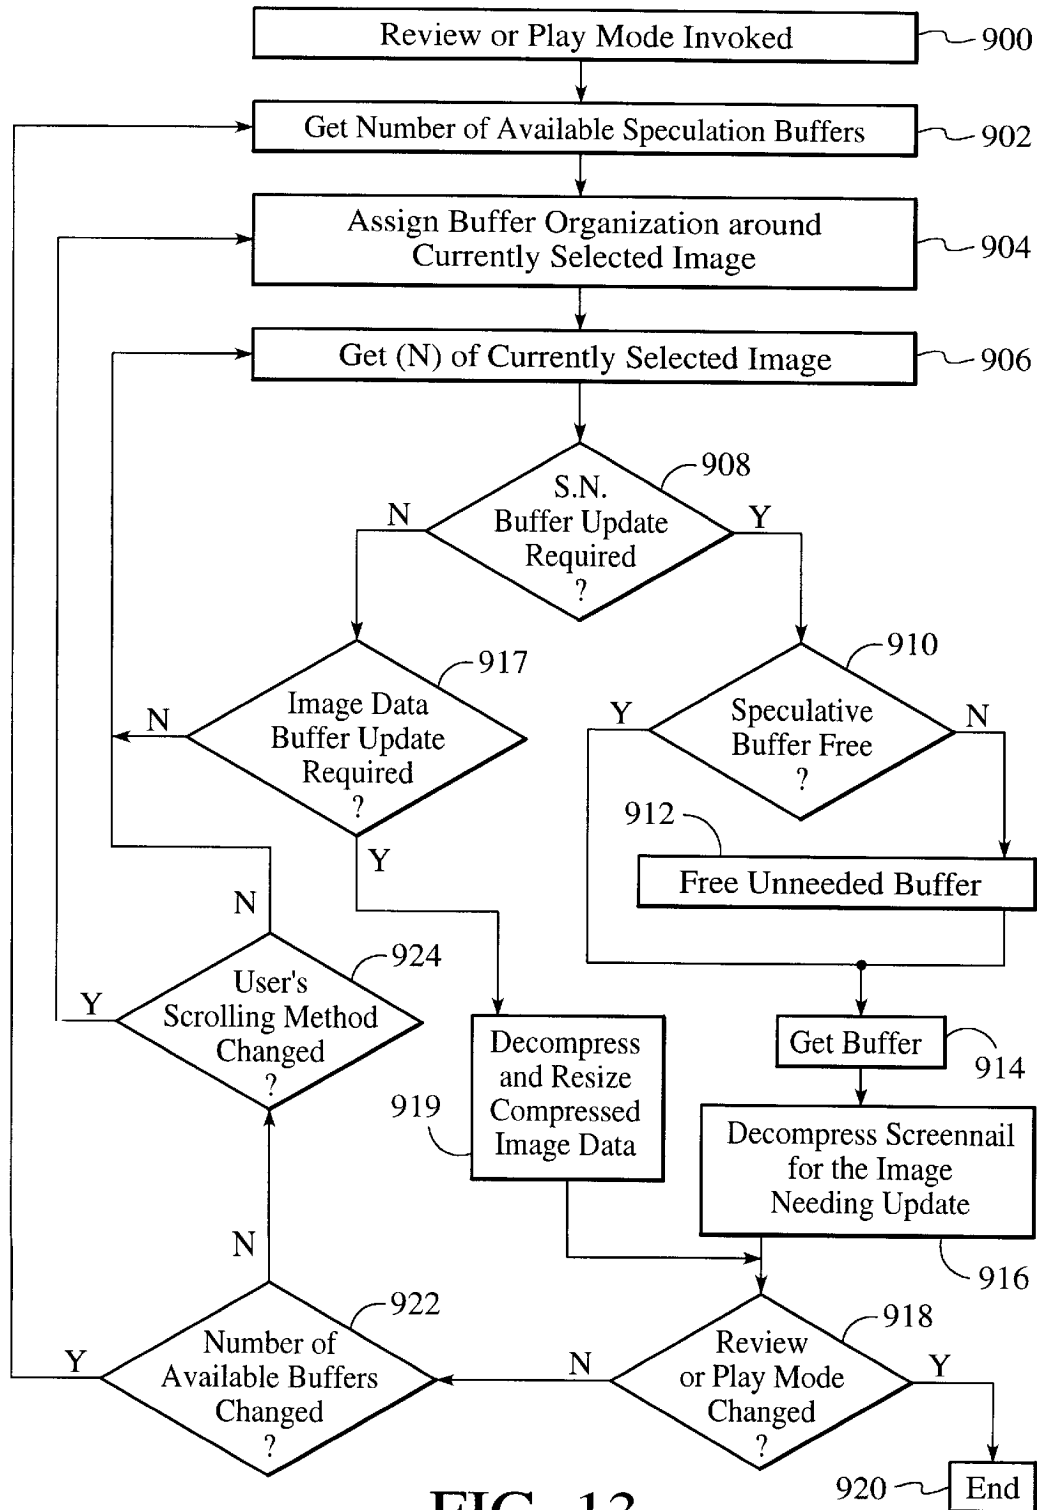 Review or Play Mode Invoked
900
Get Number of Available Speculation Buffers
902
Assign Buffer Organization around
Currently Selected Image
904
Get (N) of Currently Selected Image
906
S.N.
Buffer Update
Required
?
908
N
Y
Image Data
Buffer Update
Required
?
917
N
Y
Speculative
Buffer Free
?
910
Y
N
912
Free Unneeded Buffer
N
User's
Scrolling Method
Changed
?
924
Y
Decompress
and Resize
Compressed
Image Data
919
Get Buffer
914
Decompress Screennail
for the Image
Needing Update
916
N
Number of
Available Buffers
Changed
?
922
Y
Review
or Play Mode
Changed
?
918
N
Y
920
End
FIG. 13